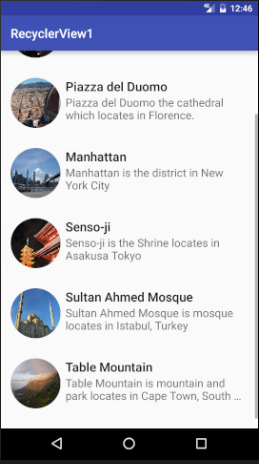 12:46
RecyclerView1
Piazza del Duomo
Piazza del Duomo the cathedral
which locates in Florence.
Manhattan
Manhattan is the district in New
York City
Senso-ji
Senso-ji is the Shrine locates in
Asakusa Tokyo
Sultan Ahmed Mosque
Sultan Ahmed Mosque is mosque
locates in Istabul, Turkey
Table Mountain
Table Mountain is mountain and
park locates in Cape Town, South ...